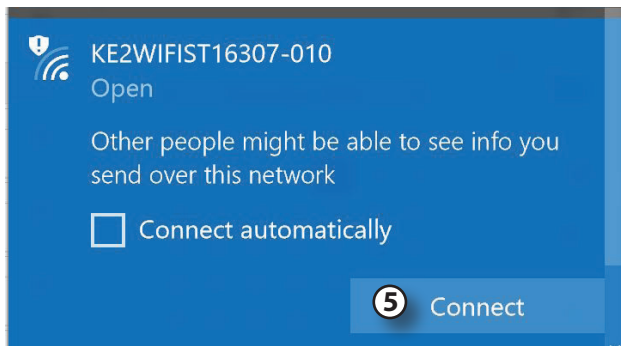 KE2WIFIST16307-010
Open
Other people might be able to see info you
send over this network
Connect automatically
5 Connect